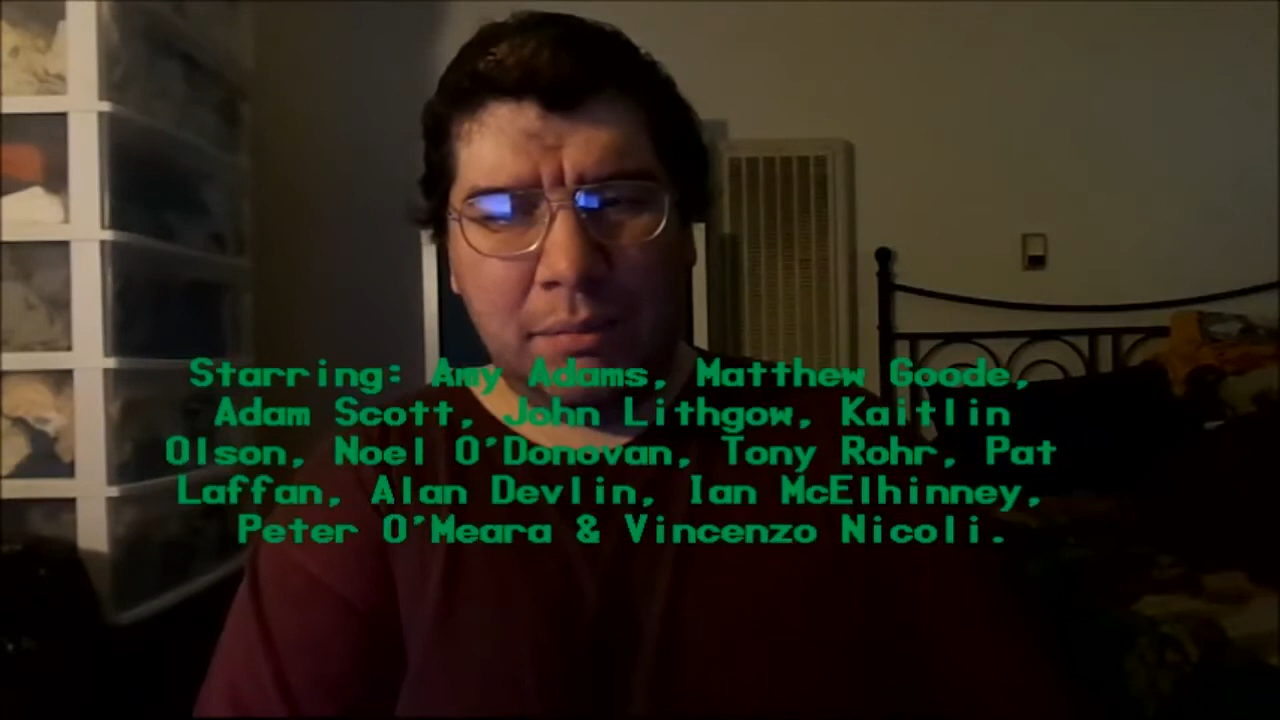 Starring: Amy Adams, Matthew Goode,
Adam Scott, John Lithgow, Kaitlin
Olson, Noel O'Donovan, Tony Rohr, Pat
Laffan, Alan Devlin, Ian McElhinney,
Peter O'Meara & Vincenzo Nicoli.